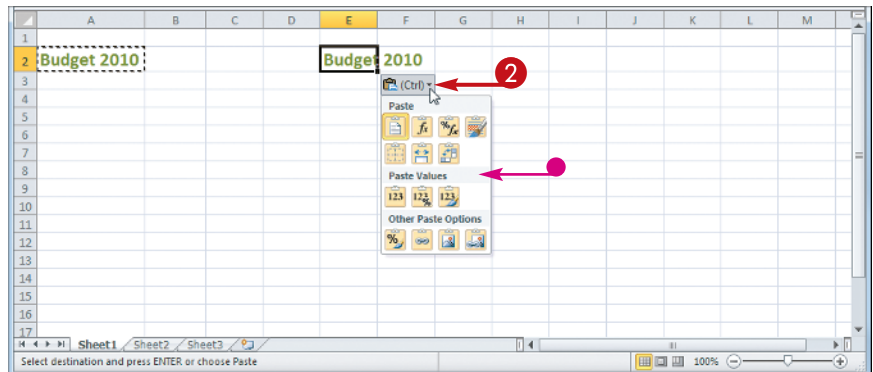 A B C D E F G H I J K L M
1
2 Budget 2010 Budget 2010
3 (Ctrl) 2
4
Paste
5 fx %fx
6
7
8
Paste Values
9
123 123% 123
10
11 Other Paste Options
12 %
13
14
15
16
17
Sheet1 Sheet2 Sheet3
Select destination and press ENTER or choose Paste 100%